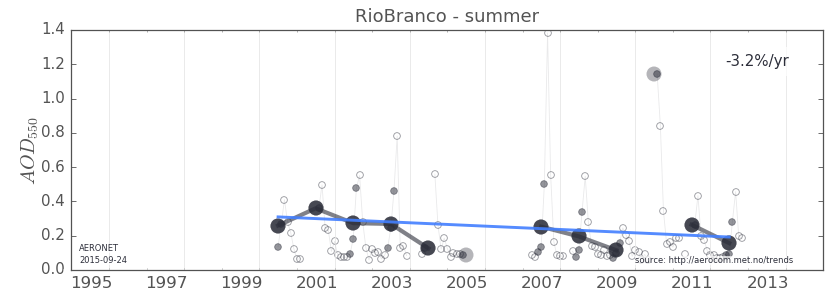 RioBranco - summer
1.4
1.2
1.0
0.8
0.6
0.4
0.2
0.0
AOD550
-3.2%/yr
AERONET
2015-09-24
source: http://aerocom.met.no/trends
1995 1997 1999 2001 2003 2005 2007 2009 2011 2013